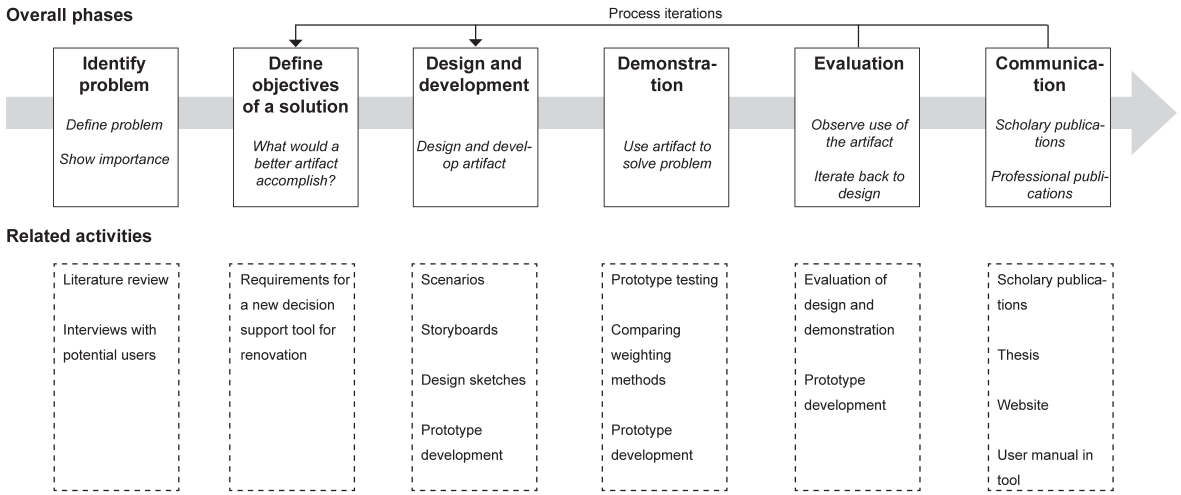 Overall phases
Process iterations
Identify
problem
Define problem
Show importance
Define
objectives
of a solution
What would a
better artifact
accomplish?
Design and
development
Design and devel-
op artifact
Demonstra-
tion
Use artifact to
solve problem
Evaluation
Observe use of
the artifact
Iterate back to
design
Communica-
tion
Scholary publica-
tions
Professional publi-
cations
Related activities
Literature review
Interviews with
potential users
Requirements for
a new decision
support tool for
renovation
Scenarios
Storyboards
Design sketches
Prototype
development
Prototype testing
Comparing
weighting
methods
Prototype
development
Evaluation of
design and
demonstration
Prototype
development
Scholary publica-
tions
Thesis
Website
User manual in
tool